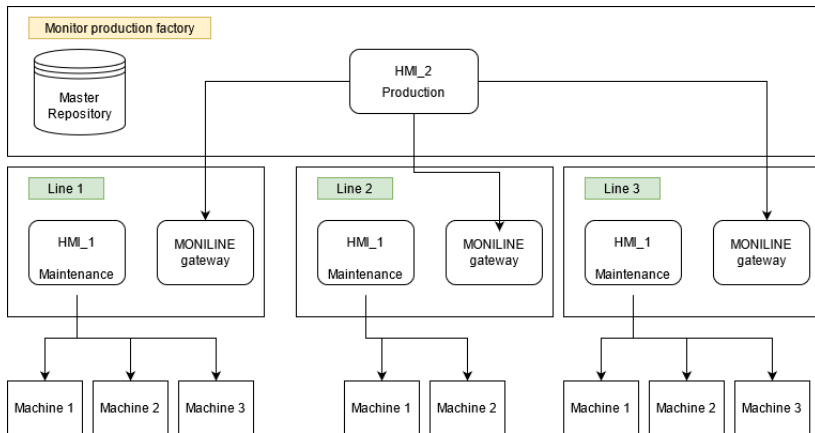 Monitor production factory
Master
Repository
HMI_2
Production
Line 1
HMI_1
Maintenance
MONILINE
gateway
Line 2
HMI_1
Maintenance
MONILINE
gateway
Line 3
HMI_1
Maintenance
MONILINE
gateway
Machine 1
Machine 2
Machine 3
Machine 1
Machine 2
Machine 1
Machine 2
Machine 3